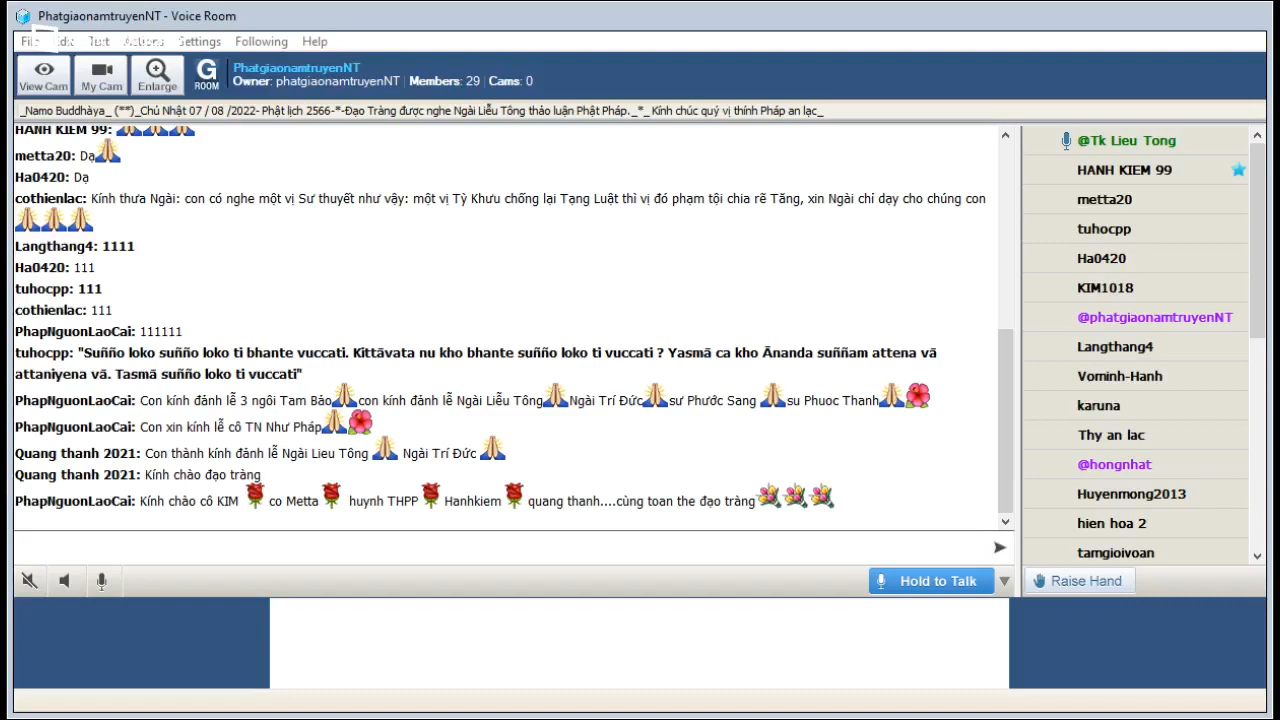 PhatgiaonamtruyenNT - Voice Room
Text Actions Settings Following Help
View Cam My Cam Enlarge G ROOM
PhatgiaonamtruyenNT
Owner: phatgiaonamtruyenNT | Members: 29 | Cams: 0
_Namo Buddhàya_ (**)_Chủ Nhật 07 / 08 /2022- Phật lịch 2566-*-Đạo Tràng được nghe Ngài Liễu Tông thảo luận Phật Pháp._*_ Kính chúc quý vị thính Pháp an lạc_
HANH KIEM 99:
metta20: Dạ
Ha0420: Dạ
cothienlac: Kính thưa Ngài: con có nghe một vị Sư thuyết như vậy: một vị Tỳ Khưu chống lại Tạng Luật thì vị đó phạm tội chia rẽ Tăng, xin Ngài chỉ dạy cho chúng con
Langthang4: 1111
Ha0420: 111
tuhocpp: 111
cothienlac: 111
PhapNguonLaoCai: 111111
tuhocpp: "Suñño loko suñño loko ti bhante vuccati. Kittāvata nu kho bhante suñño loko ti vuccati ? Yasmā ca kho Ānanda suññam attena vā
attaniyena vā. Tasmā suñño loko ti vuccati"
PhapNguonLaoCai: Con kính đảnh lễ 3 ngôi Tam Bảo con kính đảnh lễ Ngài Liễu Tông Ngài Trí Đức sư Phước Sang su Phuoc Thanh
PhapNguonLaoCai: Con xin kính lễ cô TN Như Pháp
Quang thanh 2021: Con thành kính đảnh lễ Ngài Lieu Tông Ngài Trí Đức
Quang thanh 2021: Kính chào đạo tràng
PhapNguonLaoCai: Kính chào cô KIM co Metta huynh THPP Hanhkiem quang thanh....cùng toan the đạo tràng
@Tk Lieu Tong
HANH KIEM 99
metta20
tuhocpp
Ha0420
KIM1018
@phatgiaonamtruyenNT
Langthang4
Vominh-Hanh
karuna
Thy an lac
@hongnhat
Huyenmong2013
hien hoa 2
tamgioivoan
Hold to Talk
Raise Hand